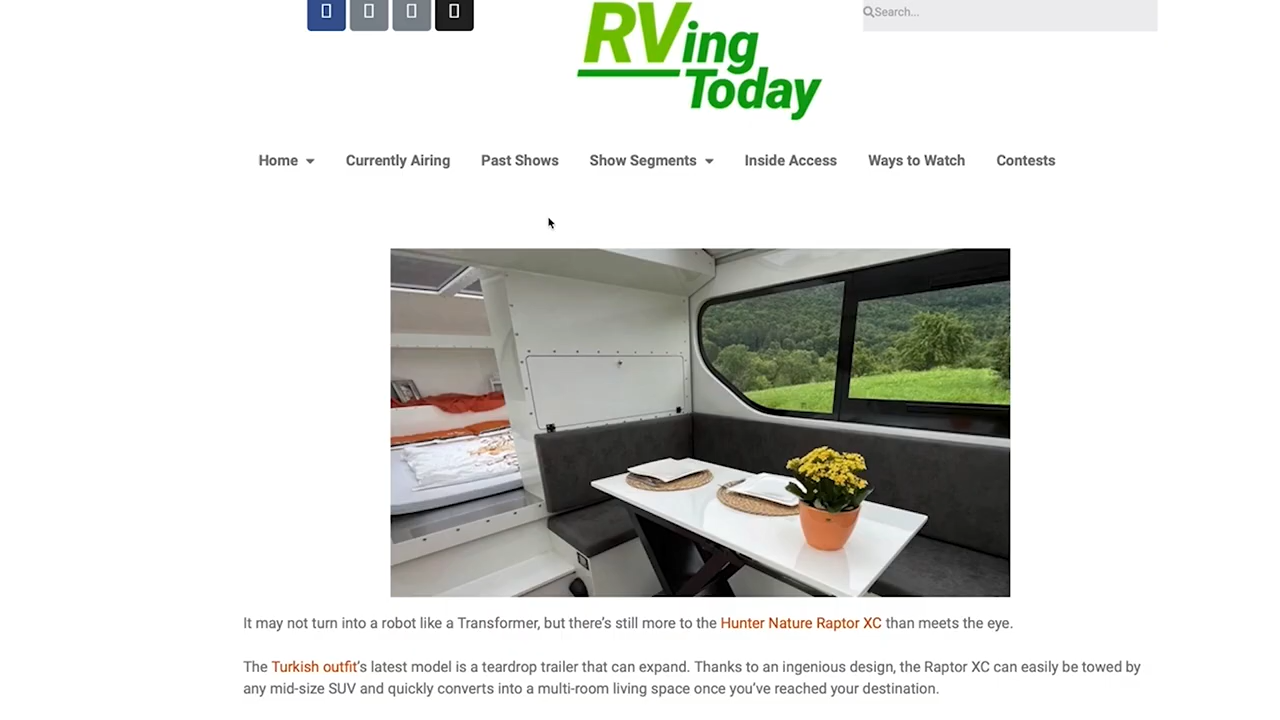 Search...
RVing
Today
Home
Currently Airing
Past Shows
Show Segments
Inside Access
Ways to Watch
Contests
It may not turn into a robot like a Transformer, but there’s still more to the Hunter Nature Raptor XC than meets the eye.
The Turkish outfit’s latest model is a teardrop trailer that can expand. Thanks to an ingenious design, the Raptor XC can easily be towed by
any mid-size SUV and quickly converts into a multi-room living space once you’ve reached your destination.